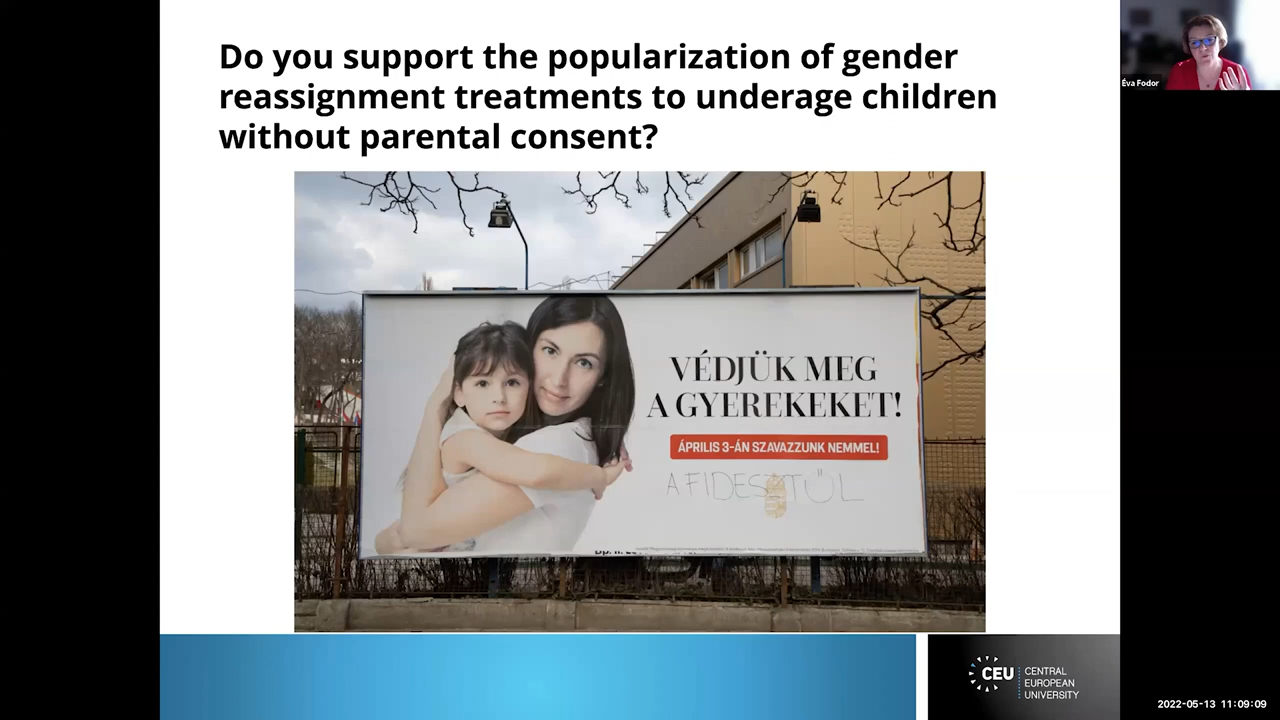 Do you support the popularization of gender
reassignment treatments to underage children
without parental consent?
Éva Fodor
VÉDJÜK MEG
A GYEREKEKET!
ÁPRILIS 3-ÁN SZAVAZZUNK NEMMEL!
A FIDESZTŐL
CEU
CENTRAL
EUROPEAN
UNIVERSITY
2022-05-13 11:09:09